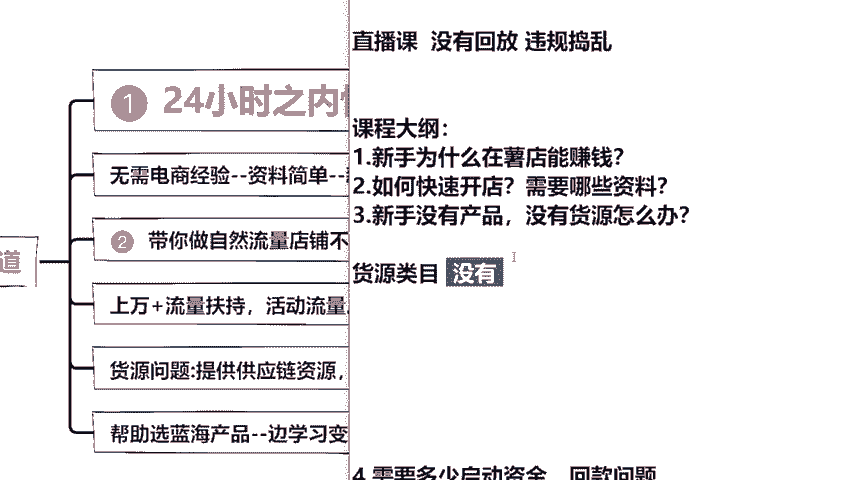 道
1 24小时之内
无需电商经验--资料简单--
2 带你做自然流量店铺不
上万+流量扶持，活动流量
货源问题:提供供应链资源，
帮助选蓝海产品--边学习变
直播课 没有回放 违规捣乱
课程大纲：
1.新手为什么在薯店能赚钱？
2.如何快速开店？需要哪些资料？
3.新手没有产品，没有货源怎么办？
货源类目 没有
4.需要多少启动资金，回款问题